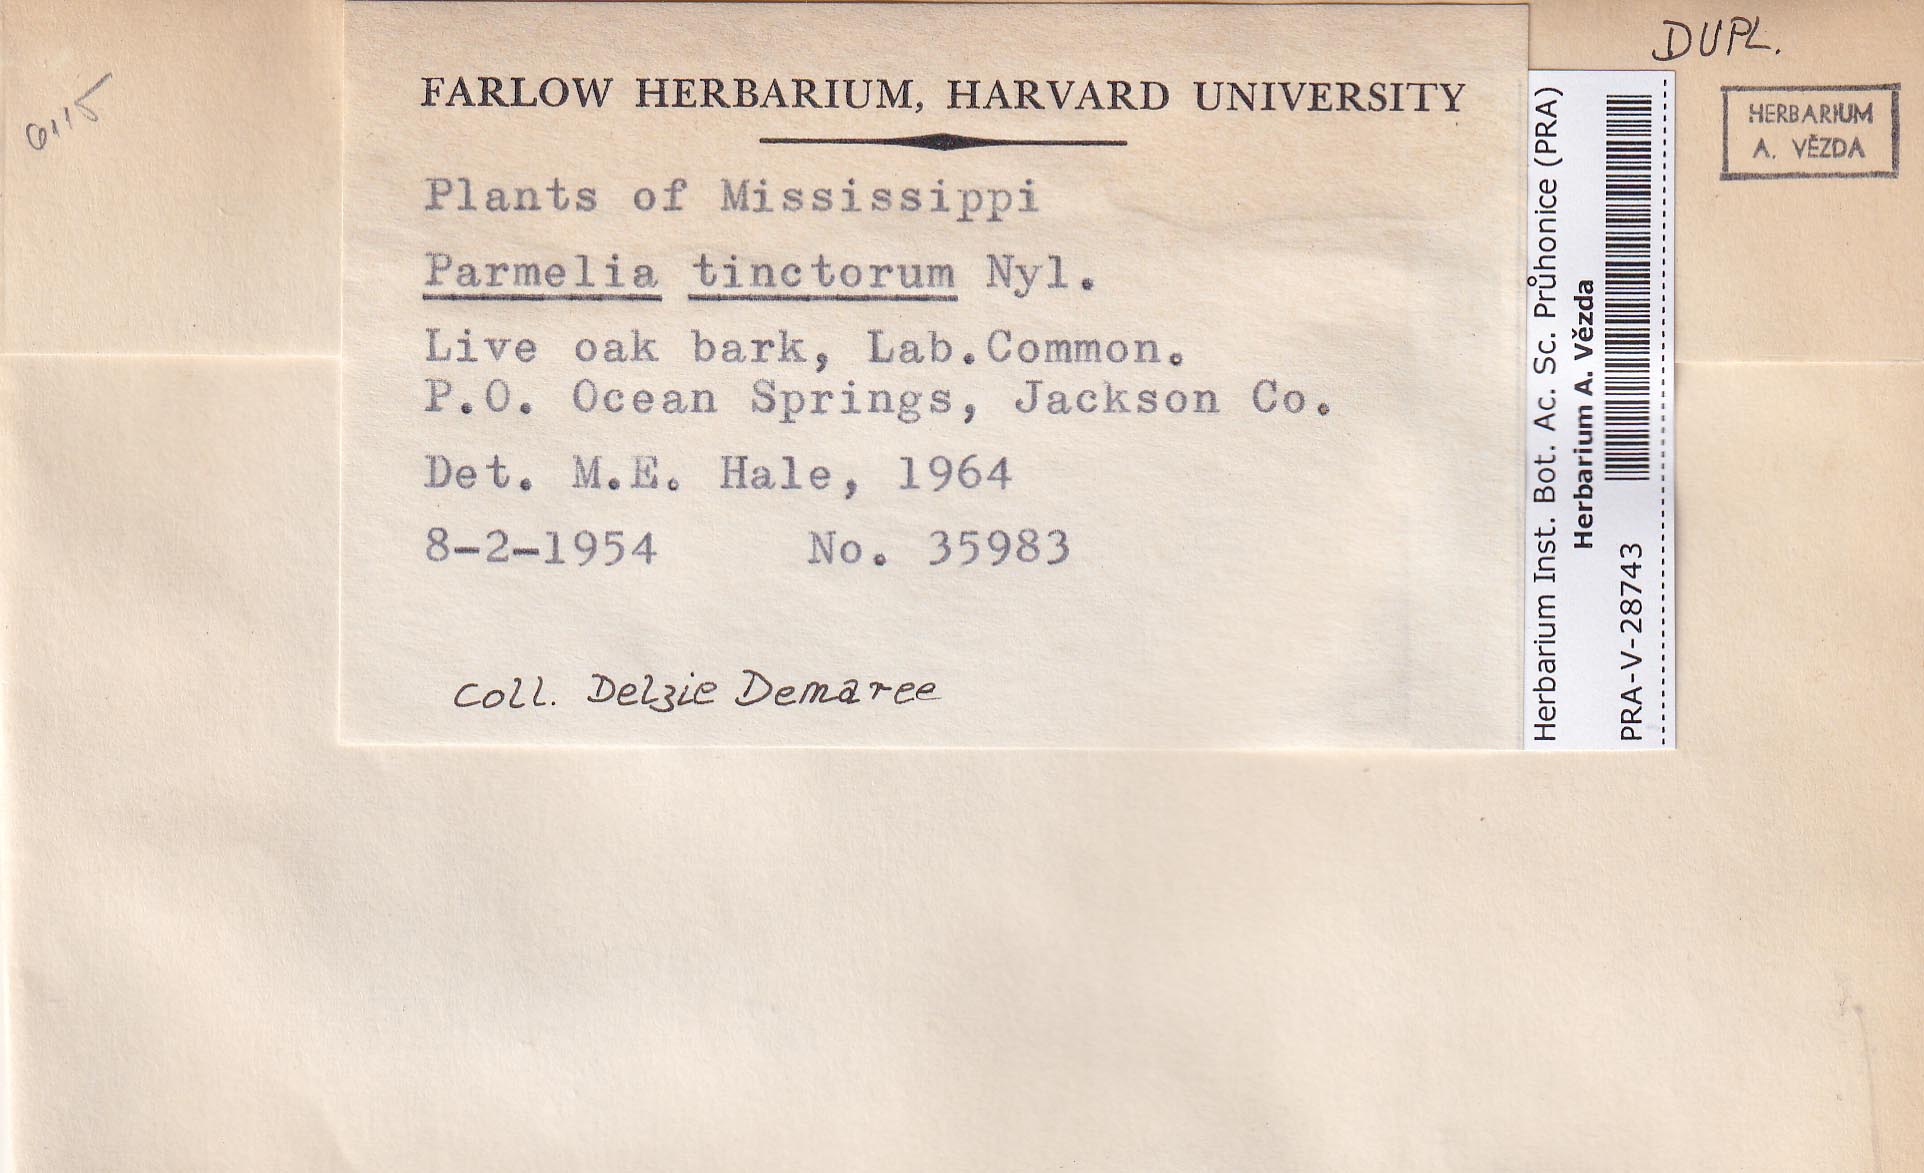 DUPL.
HERBARIUM
A. VĚZDA
FARLOW HERBARIUM, HARVARD UNIVERSITY
Plants of Mississippi
Parmelia tinctorum Nyl.
Live oak bark, Lab.Common.
P.O. Ocean Springs, Jackson Co.
Det. M.E. Hale, 1964
8-2-1954 No. 35983
Coll. Delzie Demaree
Herbarium Inst. Bot. Ac. Sc. Průhonice (PRA)
Herbarium A. Vězda
PRA-V-28743